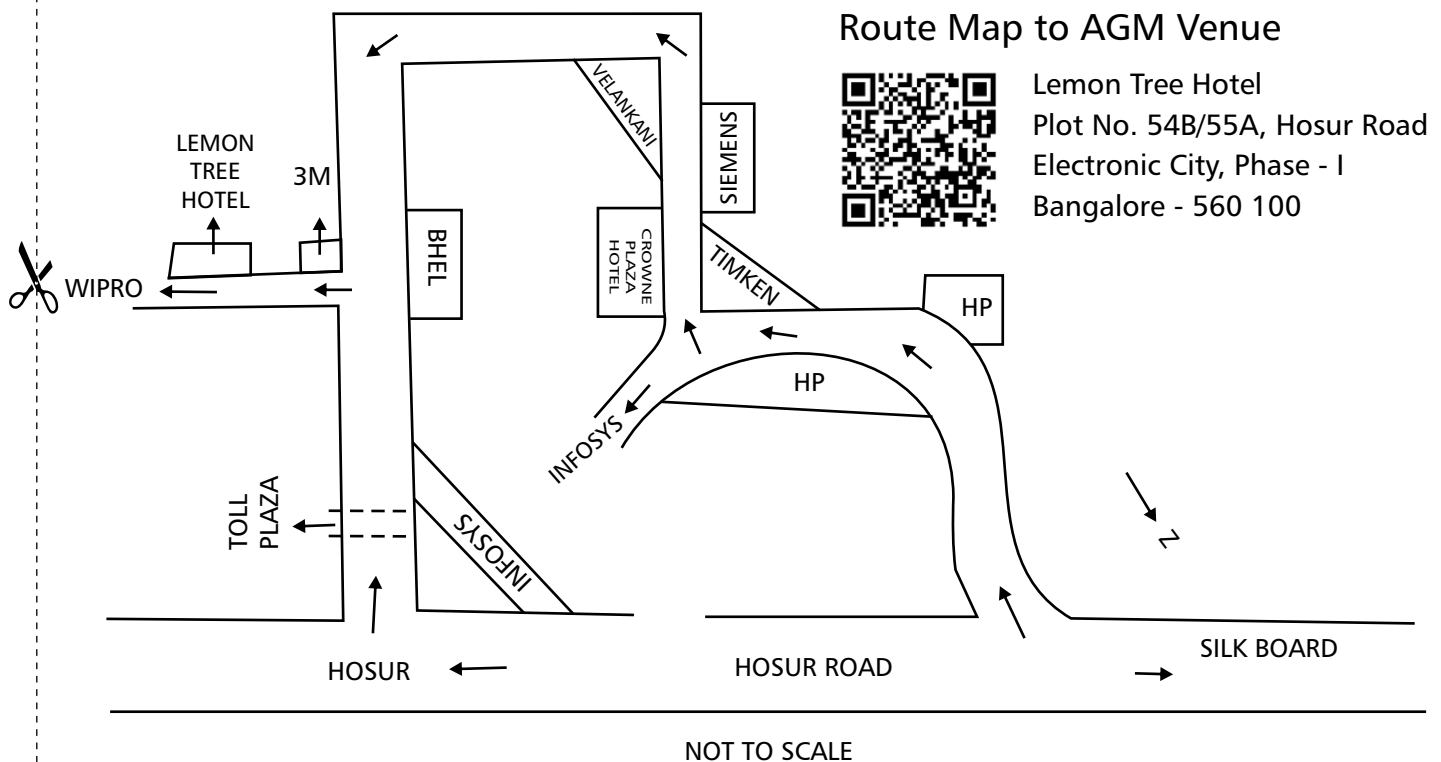 Route Map to AGM Venue
Lemon Tree Hotel
Plot No. 54B/55A, Hosur Road
Electronic City, Phase - I
Bangalore - 560 100
VELANKANI
SIEMENS
LEMON
TREE
HOTEL
3M
BHEL
CROWNE
PLAZA
HOTEL
TIMKEN
WIPRO
HP
HP
INFOSYS
TOLL
PLAZA
INFOSYS
N
HOSUR
HOSUR ROAD
SILK BOARD
NOT TO SCALE